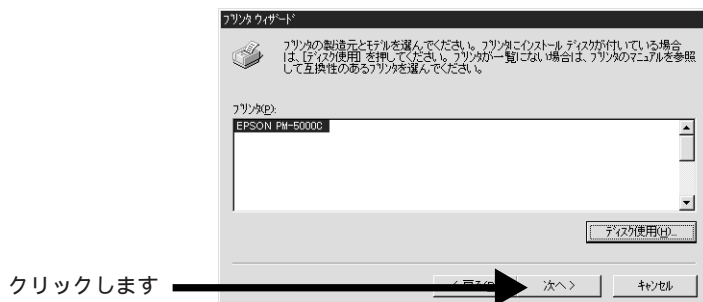 プリンタ ウィザード
プリンタの製造元とモデルを選んでください。プリンタにインストール ディスクが付いている場合
は、[ディスク使用] を押してください。プリンタが一覧にない場合は、プリンタのマニュアルを参照
して互換性のあるプリンタを選んでください。
プリンタ(P):
EPSON PM-5000C
ディスク使用(H)...
クリックします
次へ >
キャンセル